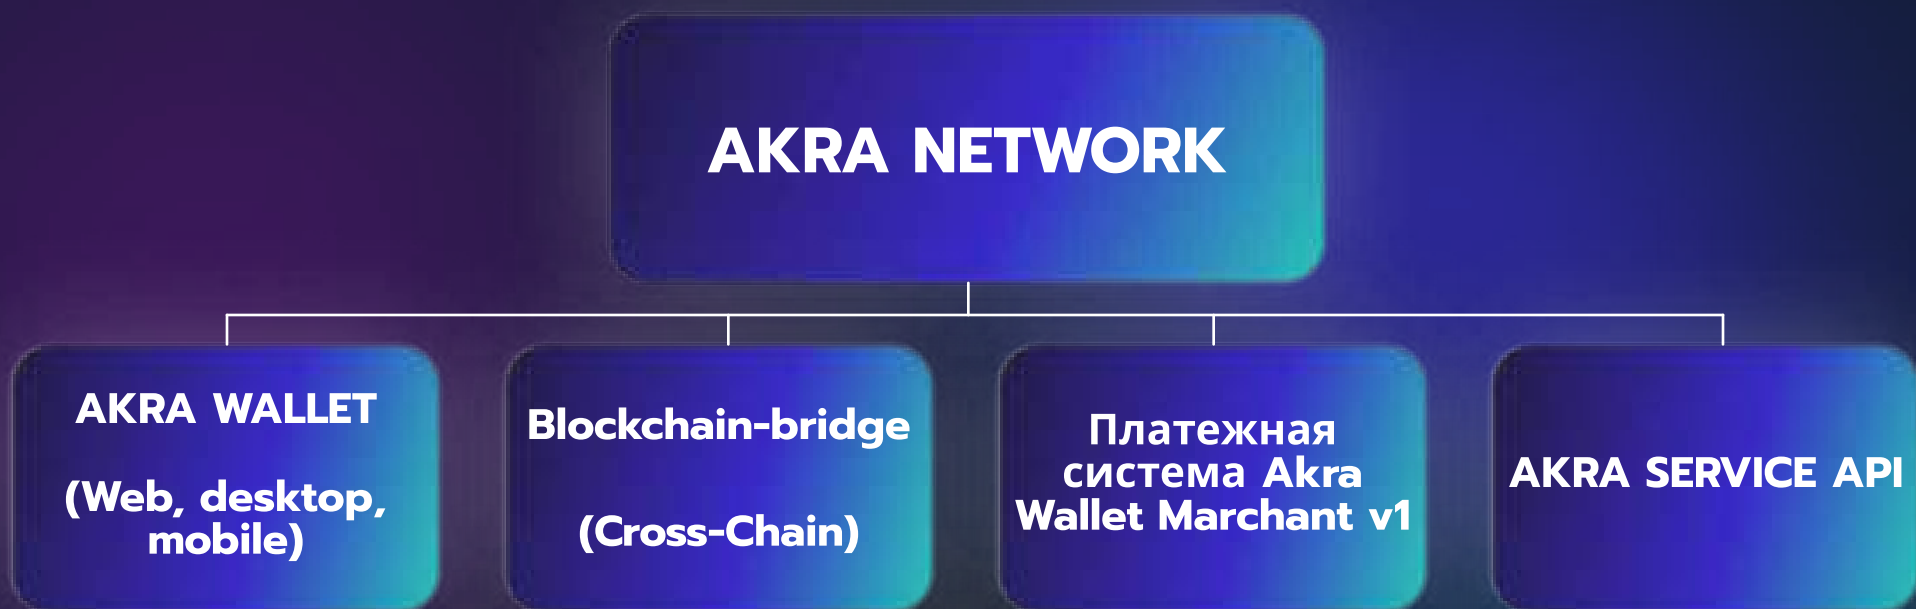 AKRA NETWORK
AKRA WALLET
(Web, desktop,
mobile)
Blockchain-bridge
(Cross-Chain)
Платежная
система Akra
Wallet Marchant v1
AKRA SERVICE API